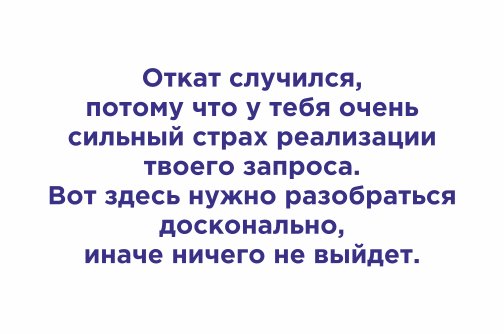 Откат случился,
потому что у тебя очень
сильный страх реализации
твоего запроса.
Вот здесь нужно разобраться
досконально,
иначе ничего не выйдет.